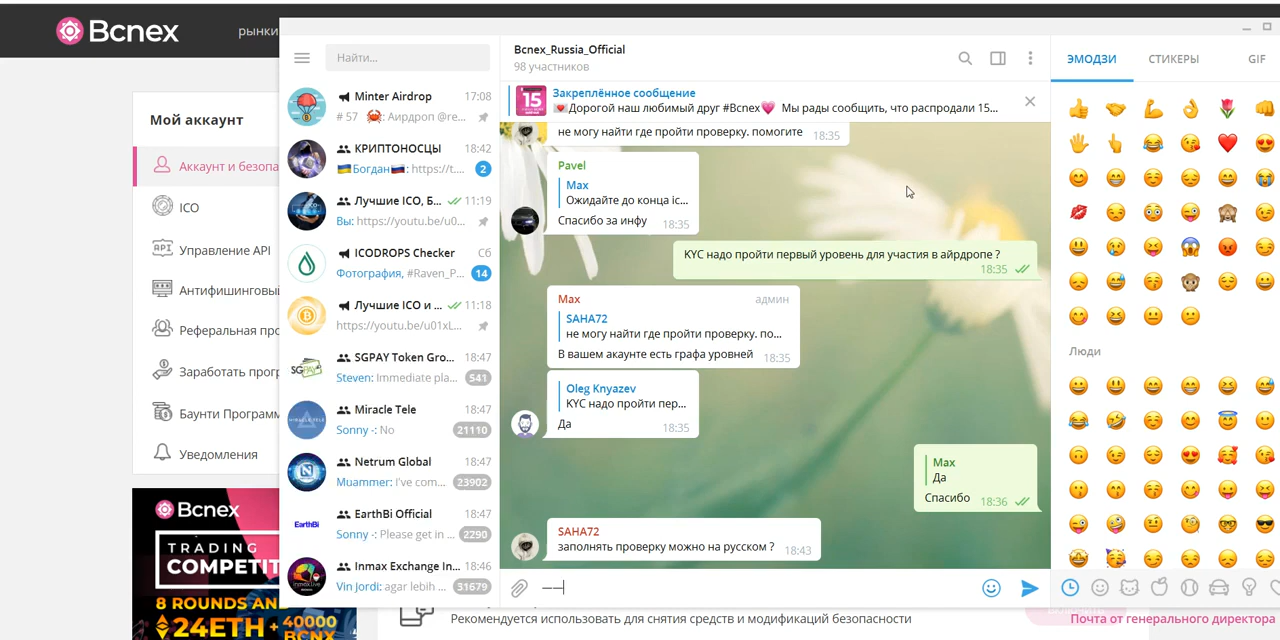 Bcnex
рынки
Мой аккаунт
Аккаунт и безопа
ICO
Управление API
Антифишинговый
Реферальная про
Заработать прог
Баунти Программ
Уведомления
Bcnex
TRADING
COMPETIT
8 ROUNDS AND
24ETH + 40000
BCNX
Найти...
Minter Airdrop 17:08
# 57 🦀: Аирдроп @re...
КРИПТОНОСЦЫ 18:42
🇺🇦Богдан🇷🇺: https://t.... 2
Лучшие ICO, Б... 11:19
Вы: https://youtu.be/u0...
ICODROPS Checker Сб
Фотография, #Raven_P... 14
Лучшие ICO и ... 11:18
https://youtu.be/u01xL...
SGPAY Token Gro... 18:47
Steven: Immediate pla... 541
Miracle Tele 18:47
Sonny -: No 21110
Netrum Global 18:47
Muammer: I've com... 23902
EarthBi Official 18:47
Sonny -: Please get in ... 2290
Inmax Exchange In... 18:46
Vin Jordi: agar lebih ... 31679
SGPAY
MIRACLE TELE
EarthBi
Bcnex_Russia_Official
98 участников
15
Закреплённое сообщение
💌Дорогой наш любимый друг #Bcnex💗 Мы рады сообщить, что распродали 15...
не могу найти где пройти проверку. помогите 18:35
Pavel
Max
Ожидайте до конца ic...
Спасибо за инфу 18:35
KYC надо пройти первый уровень для участия в айрдропе ?
18:35
Max админ
SAHA72
не могу найти где пройти проверку. по...
В вашем акаунте есть графа уровней 18:35
Oleg Knyazev
KYC надо пройти пер...
Да 18:35
Max
Да
Спасибо 18:36
SAHA72
заполнять проверку можно на русском ? 18:43
——
ЭМОДЗИ СТИКЕРЫ GIF
Люди
Рекомендуется использовать для снятия средств и модификаций безопасности
Почта от генерального директора